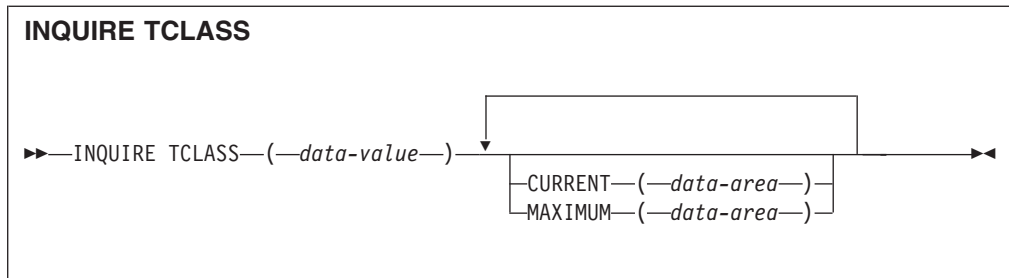 INQUIRE TCLASS
INQUIRE TCLASS ( data-value )
CURRENT ( data-area )
MAXIMUM ( data-area )